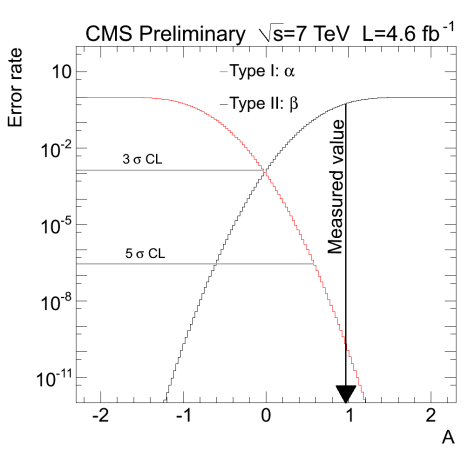 CMS Preliminary √s=7 TeV L=4.6 fb⁻¹
Error rate
Type I: α
Type II: β
Measured value
3 σ CL
5 σ CL
10
10⁻²
10⁻⁵
10⁻⁸
10⁻¹¹
-2 -1 0 1 2
A